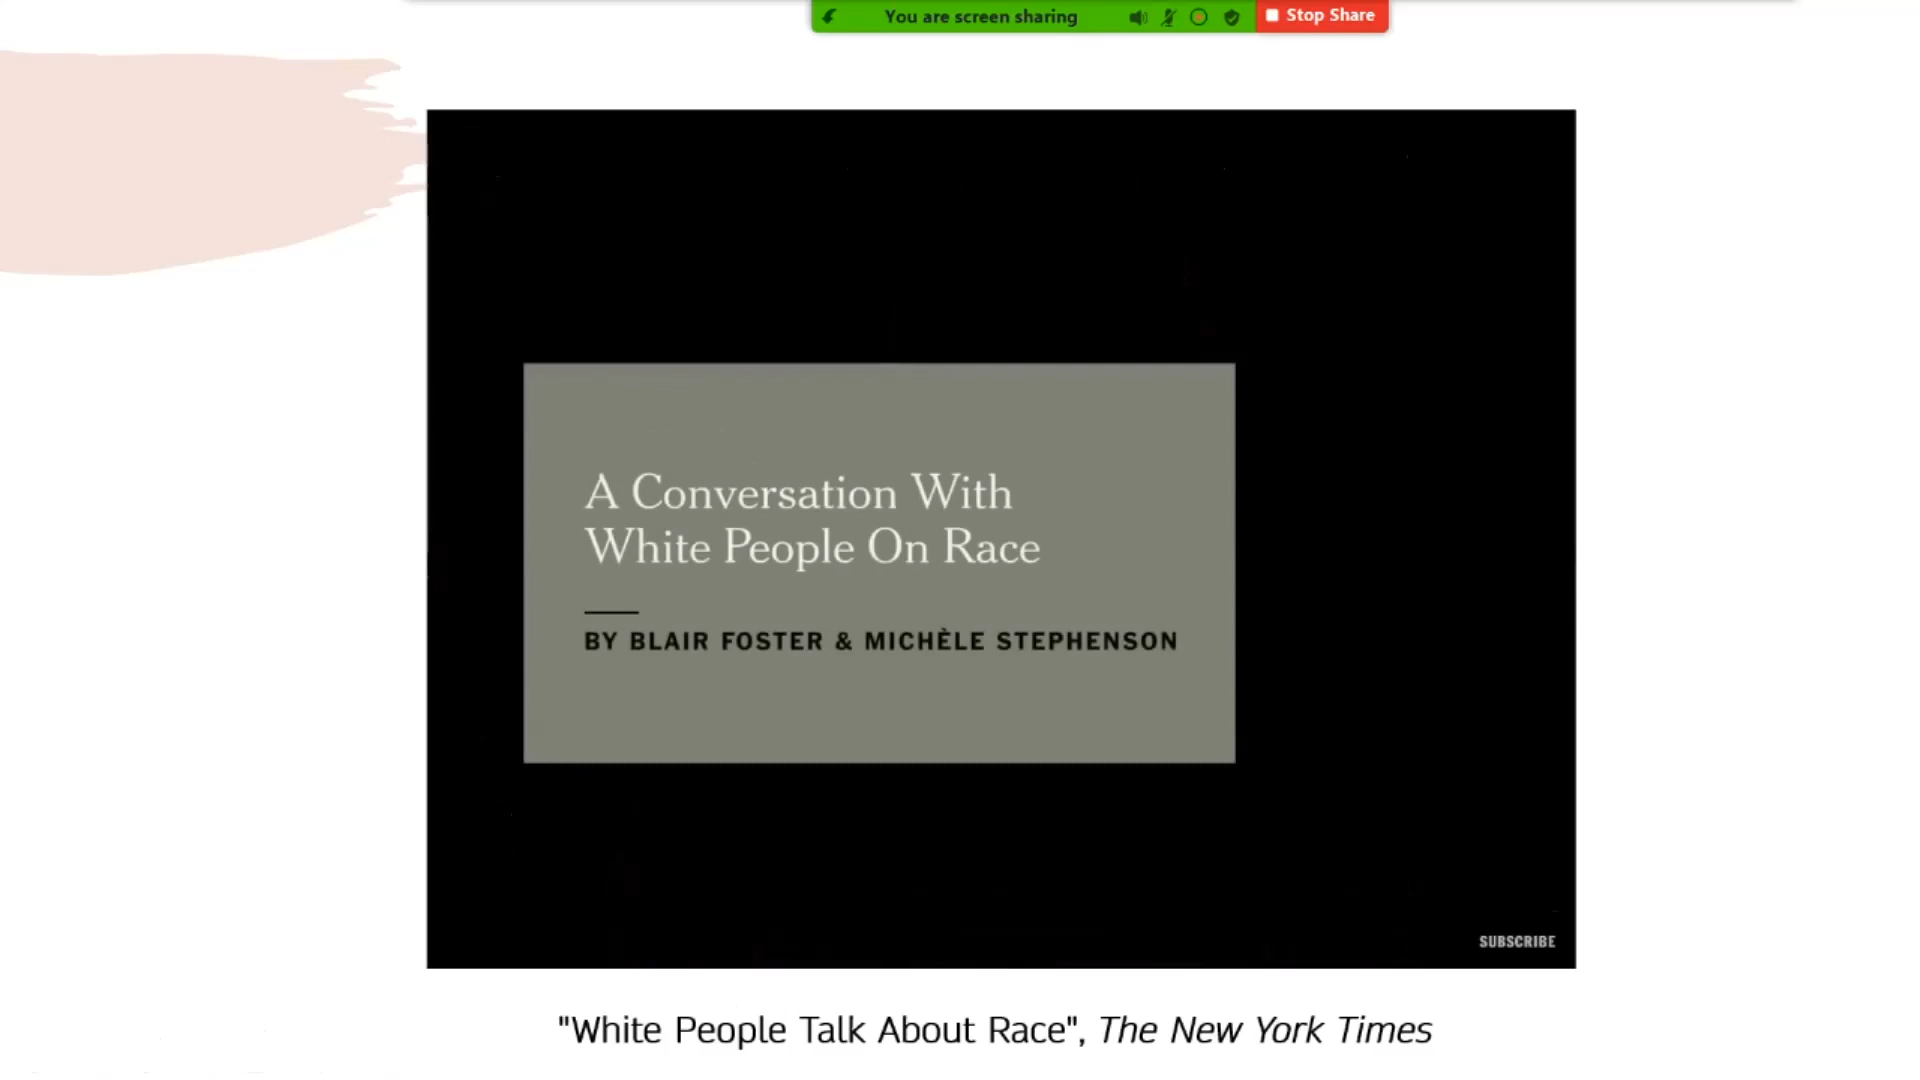 You are screen sharing
Stop Share
A Conversation With
White People On Race
BY BLAIR FOSTER & MICHÈLE STEPHENSON
SUBSCRIBE
"White People Talk About Race", The New York Times